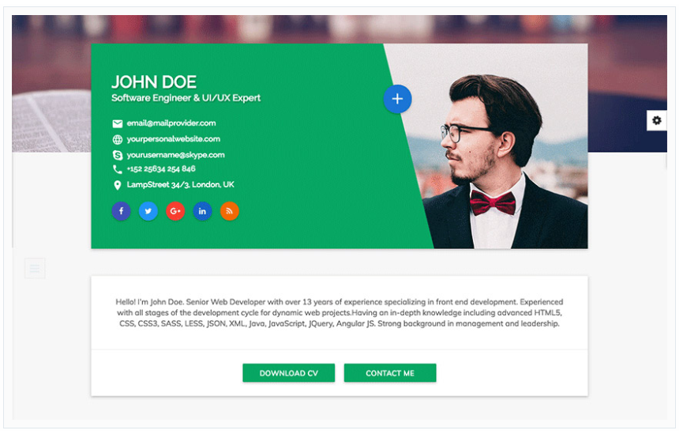 JOHN DOE
Software Engineer & UI/UX Expert
email@mailprovider.com
yourpersonalwebsite.com
yourusername@skype.com
+152 25634 254 846
LampStreet 34/3, London, UK
Hello! I'm John Doe. Senior Web Developer with over 13 years of experience specializing in front end development. Experienced
with all stages of the development cycle for dynamic web projects.Having an in-depth knowledge including advanced HTML5,
CSS, CSS3, SASS, LESS, JSON, XML, Java, JavaScript, JQuery, Angular JS. Strong background in management and leadership.
DOWNLOAD CV
CONTACT ME